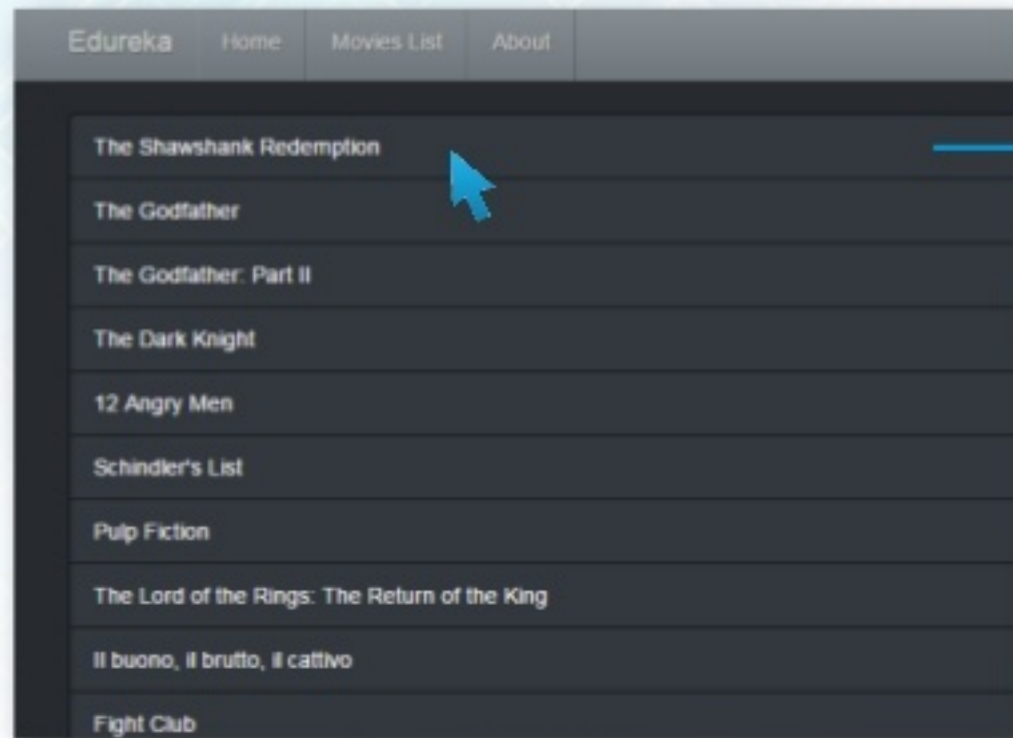 Edureka Home Movies List About
The Shawshank Redemption
The Godfather
The Godfather: Part II
The Dark Knight
12 Angry Men
Schindler's List
Pulp Fiction
The Lord of the Rings: The Return of the King
Il buono, il brutto, il cattivo
Fight Club